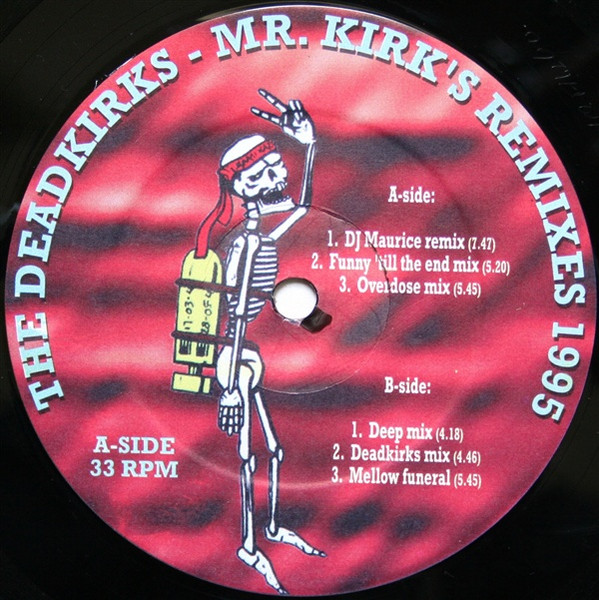 THE DEADKIRKS - MR. KIRK'S REMIXES 1995
A-side:
1. DJ Maurice remix (7.47)
2. Funny 'till the end mix (5.20)
3. Overdose mix (5.45)
B-side:
1. Deep mix (4.18)
2. Deadkirks mix (4.46)
3. Mellow funeral (5.45)
A-SIDE
33 RPM